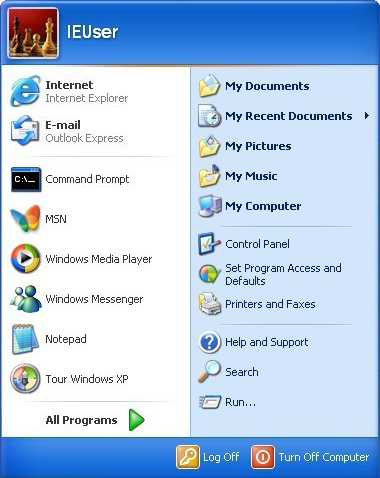 IEUser
Internet
Internet Explorer
E-mail
Outlook Express
C:\_
Command Prompt
MSN
Windows Media Player
Windows Messenger
Notepad
Tour Windows XP
All Programs
My Documents
My Recent Documents
My Pictures
My Music
My Computer
Control Panel
Set Program Access and
Defaults
Printers and Faxes
Help and Support
Search
Run...
Log Off
Turn Off Computer